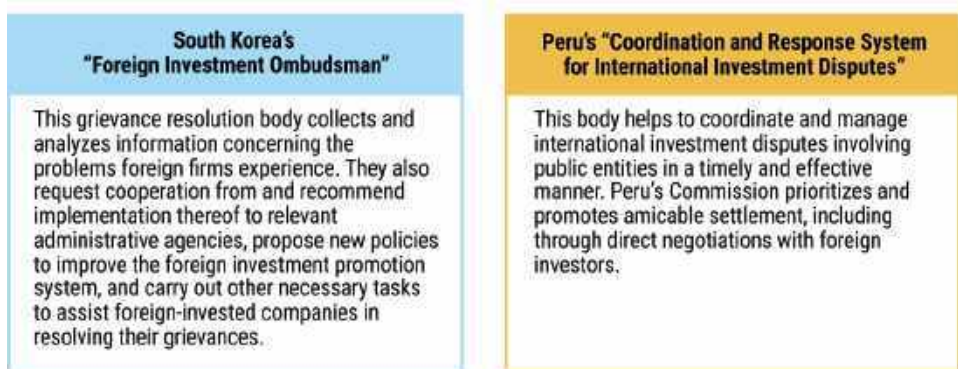 South Korea's
"Foreign Investment Ombudsman"
This grievance resolution body collects and
analyzes information concerning the
problems foreign firms experience. They also
request cooperation from and recommend
implementation thereof to relevant
administrative agencies, propose new policies
to improve the foreign investment promotion
system, and carry out other necessary tasks
to assist foreign-invested companies in
resolving their grievances.
Peru's "Coordination and Response System
for International Investment Disputes"
This body helps to coordinate and manage
international investment disputes involving
public entities in a timely and effective
manner. Peru's Commission prioritizes and
promotes amicable settlement, including
through direct negotiations with foreign
investors.